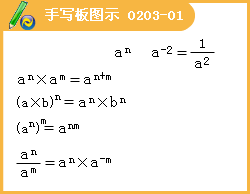 手写板图示 0203-01
aⁿ a⁻²=1/a²
aⁿ×aᵐ=aⁿ⁺ᵐ
(a×b)ⁿ=aⁿ×bⁿ
(aⁿ)ᵐ=aⁿᵐ
aⁿ/aᵐ=aⁿ×a⁻ᵐ